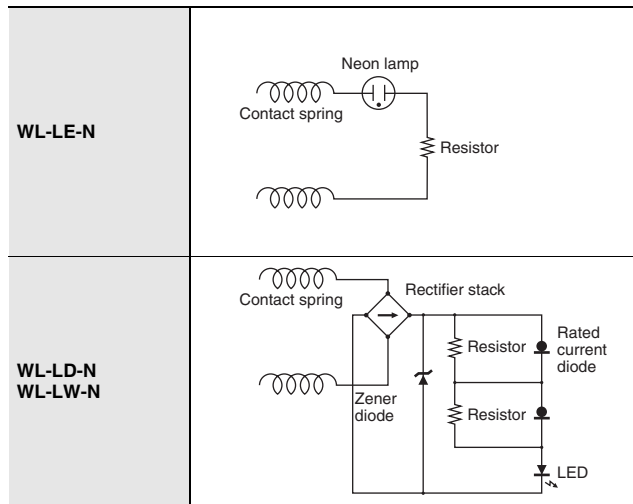 WL-LE-N
Neon lamp
Contact spring
Resistor
WL-LD-N
WL-LW-N
Contact spring
Rectifier stack
Zener
diode
Resistor
Resistor
Rated
current
diode
LED